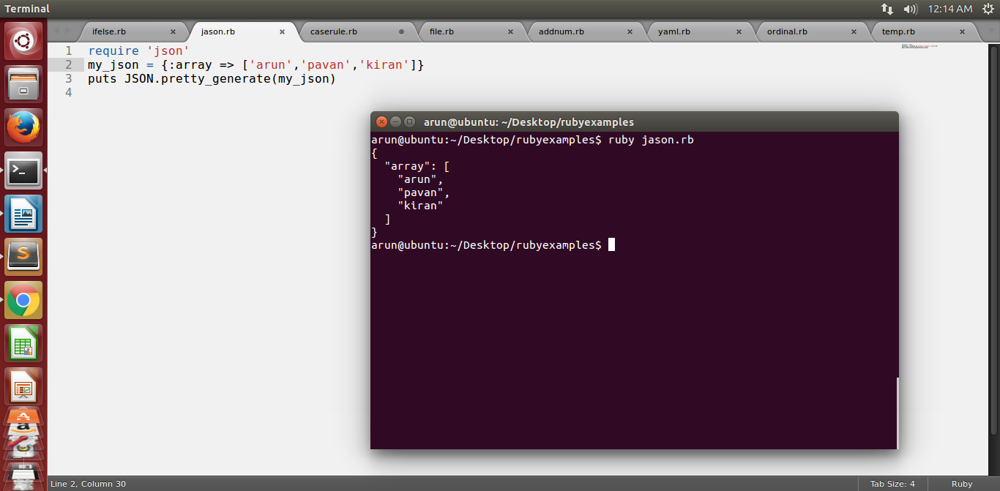 Terminal
12:14 AM
ifelse.rb
jason.rb
caserule.rb
file.rb
addnum.rb
yaml.rb
ordinal.rb
temp.rb
1 require 'json'
2 my_json = {:array => ['arun','pavan','kiran']}
3 puts JSON.pretty_generate(my_json)
4
arun@ubuntu: ~/Desktop/rubyexamples
arun@ubuntu:~/Desktop/rubyexamples$ ruby jason.rb
{
  "array": [
    "arun",
    "pavan",
    "kiran"
  ]
}
arun@ubuntu:~/Desktop/rubyexamples$
Line 2, Column 30
Tab Size: 4
Ruby